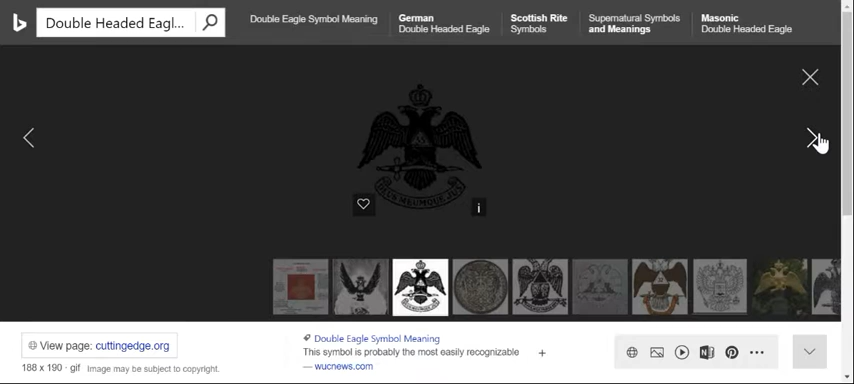 Double Headed Eagl...
Double Eagle Symbol Meaning
German
Double Headed Eagle
Scottish Rite
Symbols
Supernatural Symbols
and Meanings
Masonic
Double Headed Eagle
DEUS MEUMQUE JUS
i
View page: cuttingedge.org
188 x 190 · gif Image may be subject to copyright.
Double Eagle Symbol Meaning
This symbol is probably the most easily recognizable
— wucnews.com